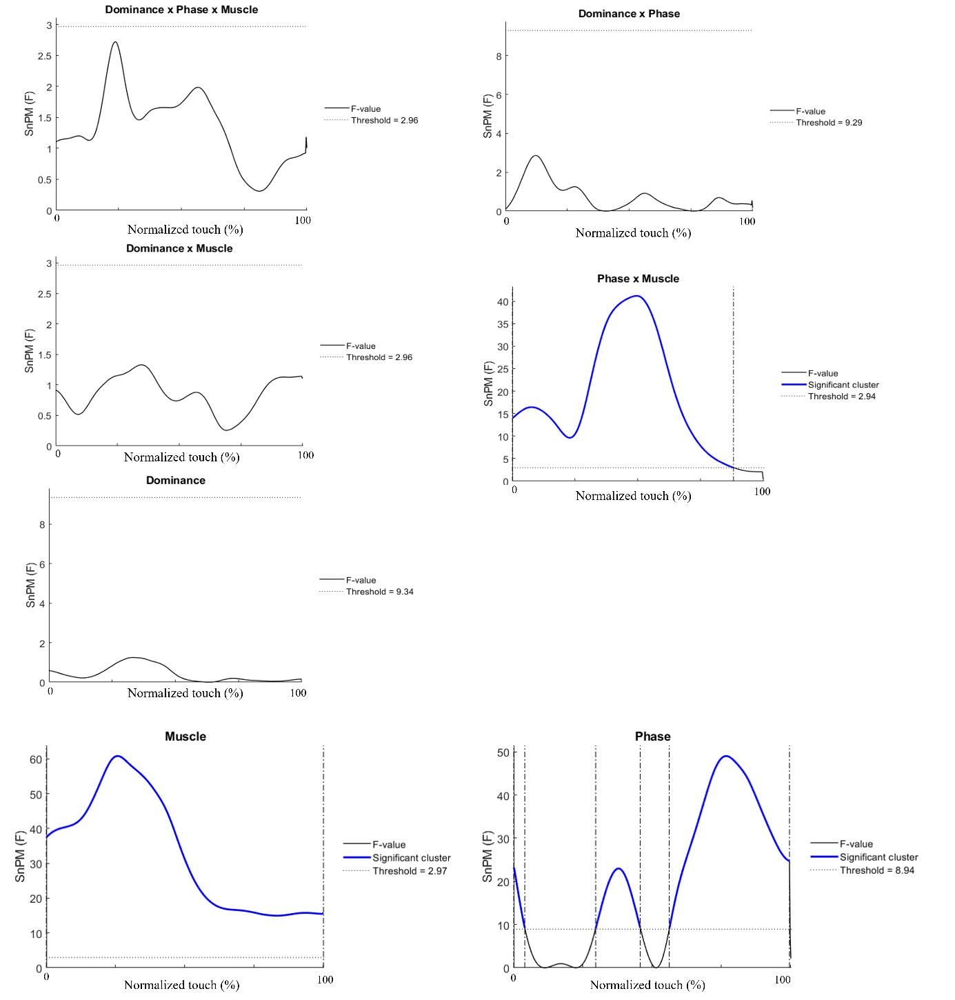 Dominance x Phase x Muscle
3
2.5
2
1.5
1
0.5
0
SnPM (F)
0
100
Normalized touch (%)
F-value
Threshold = 2.96
Dominance x Phase
8
6
4
2
0
SnPM (F)
0
100
Normalized touch (%)
F-value
Threshold = 9.29
Dominance x Muscle
3
2.5
2
1.5
1
0.5
0
SnPM (F)
0
100
Normalized touch (%)
F-value
Threshold = 2.96
Phase x Muscle
40
35
30
25
20
15
10
5
0
SnPM (F)
0
100
Normalized touch (%)
F-value
Significant cluster
Threshold = 2.94
Dominance
8
6
4
2
0
SnPM (F)
0
100
Normalized touch (%)
F-value
Threshold = 9.34
Muscle
60
50
40
30
20
10
0
SnPM (F)
0
100
Normalized touch (%)
F-value
Significant cluster
Threshold = 2.97
Phase
50
40
30
20
10
0
SnPM (F)
0
100
Normalized touch (%)
F-value
Significant cluster
Threshold = 8.94